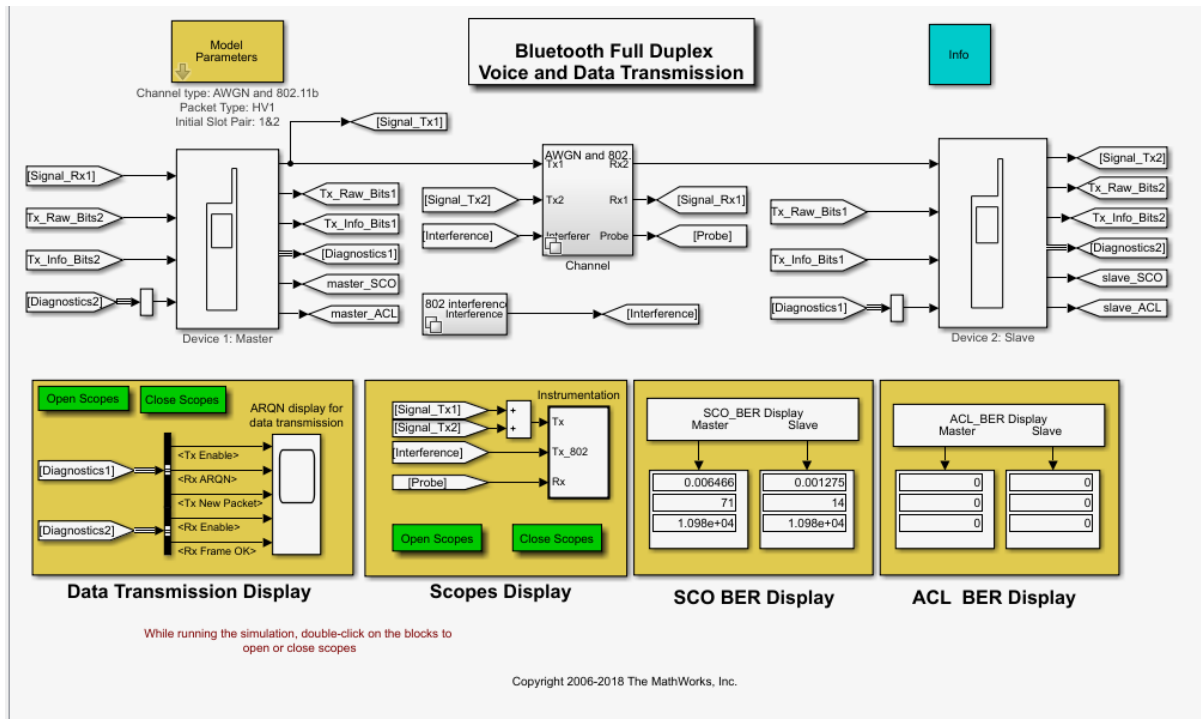 Model
Parameters
Bluetooth Full Duplex
Voice and Data Transmission
Info
Channel type: AWGN and 802.11b
Packet Type: HV1
Initial Slot Pair: 1&2
[Signal_Tx1]
[Signal_Rx1]
Tx_Raw_Bits2
Tx_Info_Bits2
[Diagnostics2]
Tx_Raw_Bits1
Tx_Info_Bits1
[Diagnostics1]
master_SCO
master_ACL
Device 1: Master
AWGN and 802.
Tx1
Rx2
[Signal_Tx2]
Tx2
Rx1
[Signal_Rx1]
[Interference]
Interferer
Probe
[Probe]
Channel
802 interference
Interference
[Interference]
Tx_Raw_Bits1
Tx_Info_Bits1
[Diagnostics1]
[Signal_Tx2]
Tx_Raw_Bits2
Tx_Info_Bits2
[Diagnostics2]
slave_SCO
slave_ACL
Device 2: Slave
Open Scopes
Close Scopes
ARQN display for
data transmission
[Diagnostics1]
[Diagnostics2]
<Tx Enable>
<Rx ARQN>
<Tx New Packet>
<Rx Enable>
<Rx Frame OK>
Data Transmission Display
Instrumentation
[Signal_Tx1]
[Signal_Tx2]
+
+
Tx
[Interference]
Tx_802
[Probe]
Rx
Open Scopes
Close Scopes
Scopes Display
SCO_BER Display
Master Slave
0.006466
71
1.098e+04
0.001275
14
1.098e+04
SCO BER Display
ACL_BER Display
Master Slave
0
0
0
0
0
0
ACL BER Display
While running the simulation, double-click on the blocks to
open or close scopes
Copyright 2006-2018 The MathWorks, Inc.